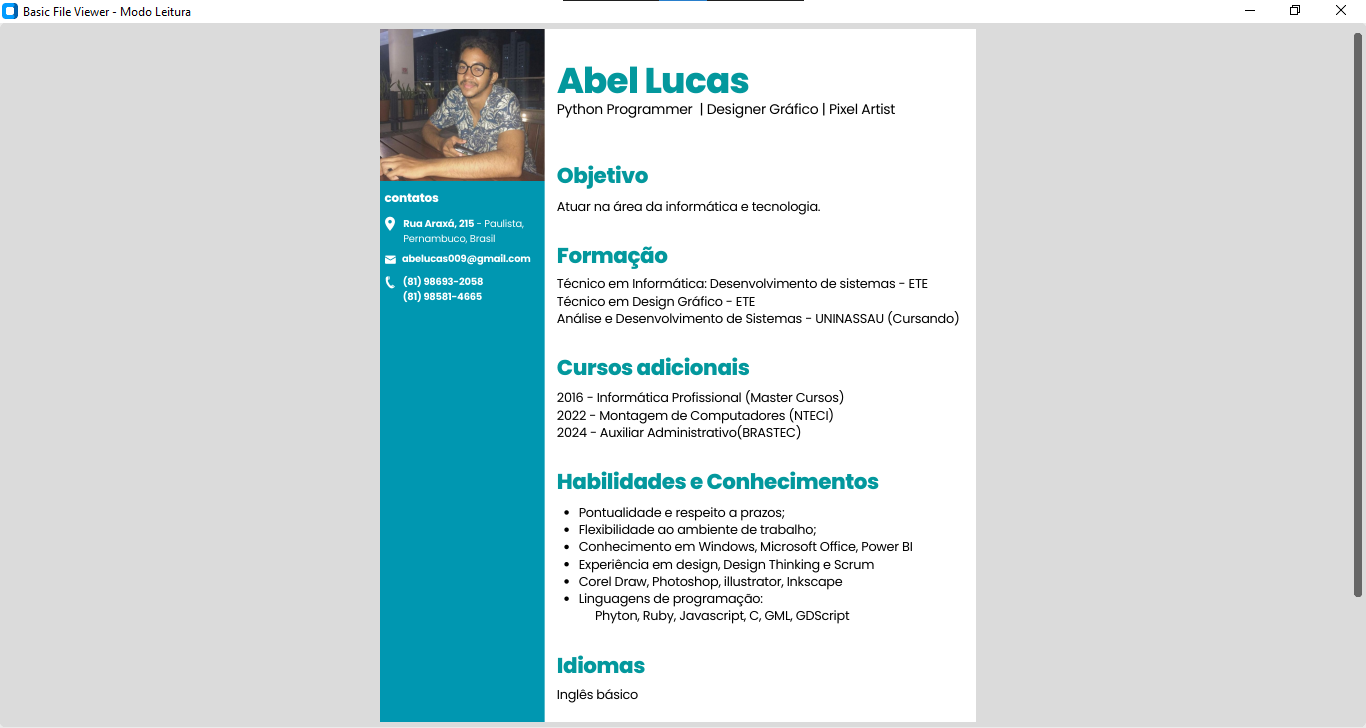 Basic File Viewer - Modo Leitura
Abel Lucas
Python Programmer | Designer Gráfico | Pixel Artist
contatos
Rua Araxá, 215 - Paulista,
Pernambuco, Brasil
abelucas009@gmail.com
(81) 98693-2058
(81) 98581-4665
Objetivo
Atuar na área da informática e tecnologia.
Formação
Técnico em Informática: Desenvolvimento de sistemas - ETE
Técnico em Design Gráfico - ETE
Análise e Desenvolvimento de Sistemas - UNINASSAU (Cursando)
Cursos adicionais
2016 - Informática Profissional (Master Cursos)
2022 - Montagem de Computadores (NTECI)
2024 - Auxiliar Administrativo(BRASTEC)
Habilidades e Conhecimentos
• Pontualidade e respeito a prazos;
• Flexibilidade ao ambiente de trabalho;
• Conhecimento em Windows, Microsoft Office, Power BI
• Experiência em design, Design Thinking e Scrum
• Corel Draw, Photoshop, illustrator, Inkscape
• Linguagens de programação:
Phyton, Ruby, Javascript, C, GML, GDScript
Idiomas
Inglês básico